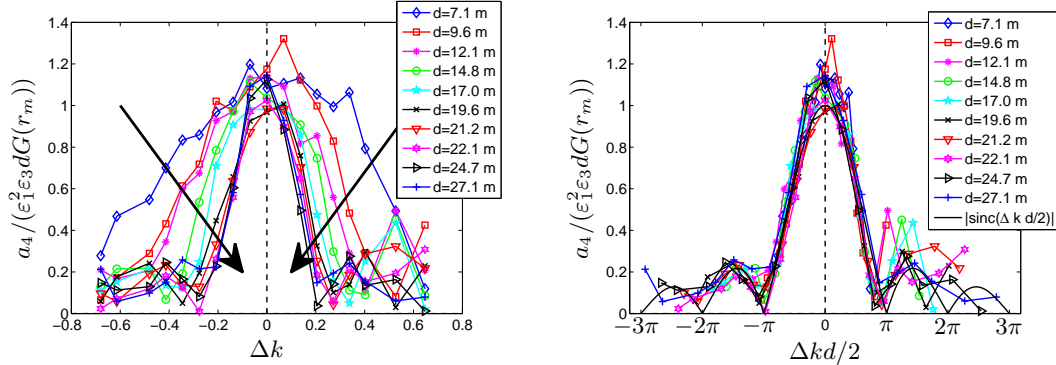 a₄/(ε₁²ε₃dG(rₘ))
1.4
1.2
1
0.8
0.6
0.4
0.2
0
−0.8
−0.6
−0.4
−0.2
0
0.2
0.4
0.6
0.8
Δk
d=7.1 m
d=9.6 m
d=12.1 m
d=14.8 m
d=17.0 m
d=19.6 m
d=21.2 m
d=22.1 m
d=24.7 m
d=27.1 m
a₄/(ε₁²ε₃dG(rₘ))
1.4
1.2
1
0.8
0.6
0.4
0.2
0
−3π
−2π
−π
0
π
2π
3π
Δkd/2
d=7.1 m
d=9.6 m
d=12.1 m
d=14.8 m
d=17.0 m
d=19.6 m
d=21.2 m
d=22.1 m
d=24.7 m
d=27.1 m
|sinc(Δ k d/2)|